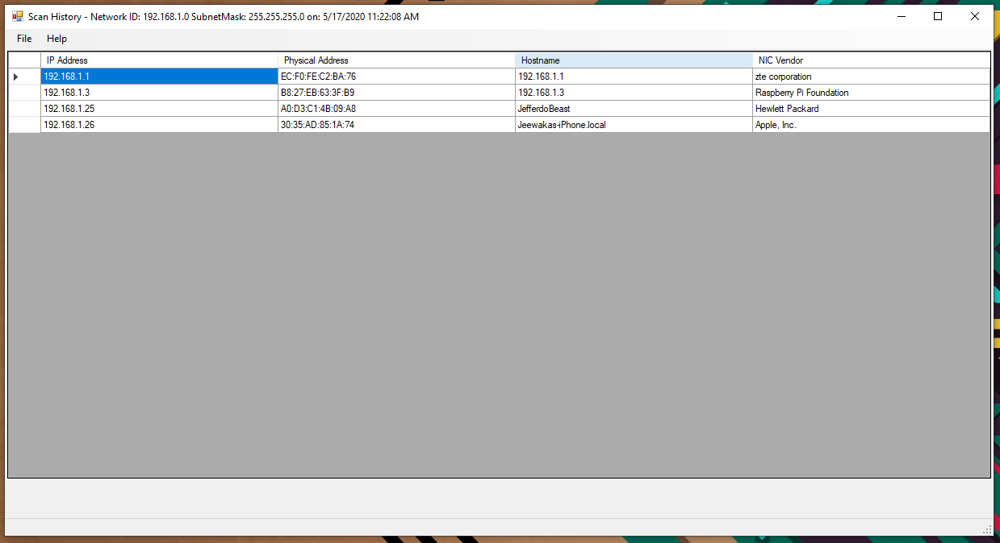 Scan History - Network ID: 192.168.1.0 SubnetMask: 255.255.255.0 on: 5/17/2020 11:22:08 AM
File Help
IP Address Physical Address Hostname NIC Vendor
192.168.1.1 EC:F0:FE:C2:BA:76 192.168.1.1 zte corporation
192.168.1.3 B8:27:EB:63:3F:B9 192.168.1.3 Raspberry Pi Foundation
192.168.1.25 A0:D3:C1:4B:09:A8 JefferdoBeast Hewlett Packard
192.168.1.26 30:35:AD:85:1A:74 Jeewakas-iPhone.local Apple, Inc.